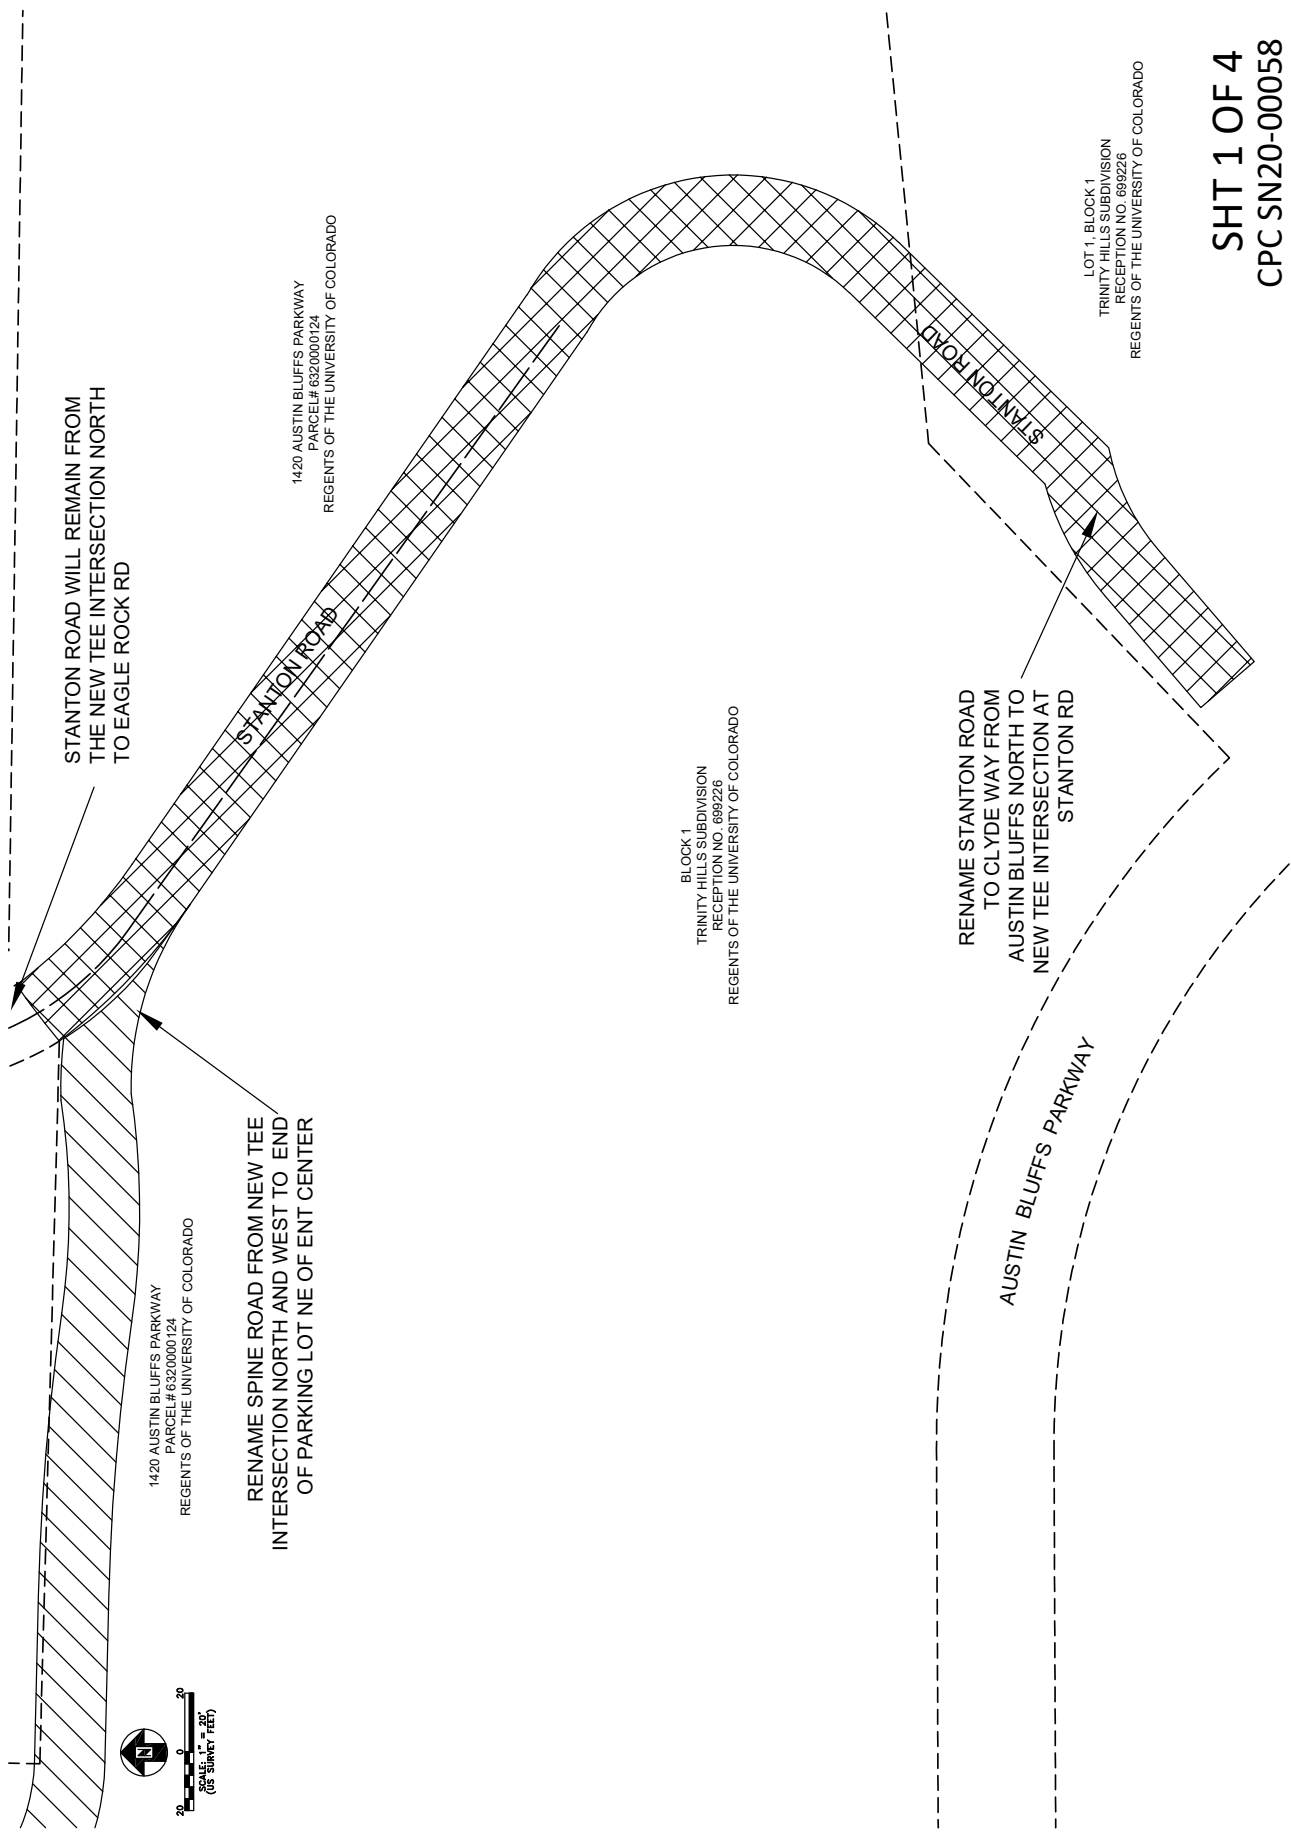 STANTON ROAD WILL REMAIN FROM
THE NEW TEE INTERSECTION NORTH
TO EAGLE ROCK RD
1420 AUSTIN BLUFFS PARKWAY
PARCEL# 6320000124
REGENTS OF THE UNIVERSITY OF COLORADO
STANTON ROAD
STANTON ROAD
LOT 1, BLOCK 1
TRINITY HILLS SUBDIVISION
RECEPTION NO. 699226
REGENTS OF THE UNIVERSITY OF COLORADO
1420 AUSTIN BLUFFS PARKWAY
PARCEL# 6320000124
REGENTS OF THE UNIVERSITY OF COLORADO
RENAME SPINE ROAD FROM NEW TEE
INTERSECTION NORTH AND WEST TO END
OF PARKING LOT NE OF ENT CENTER
BLOCK 1
TRINITY HILLS SUBDIVISION
RECEPTION NO. 699226
REGENTS OF THE UNIVERSITY OF COLORADO
RENAME STANTON ROAD
TO CLYDE WAY FROM
AUSTIN BLUFFS NORTH TO
NEW TEE INTERSECTION AT
STANTON RD
AUSTIN BLUFFS PARKWAY
N
20 0 20
SCALE: 1" = 20'
(US SURVEY FEET)
SHT 1 OF 4
CPC SN20-00058